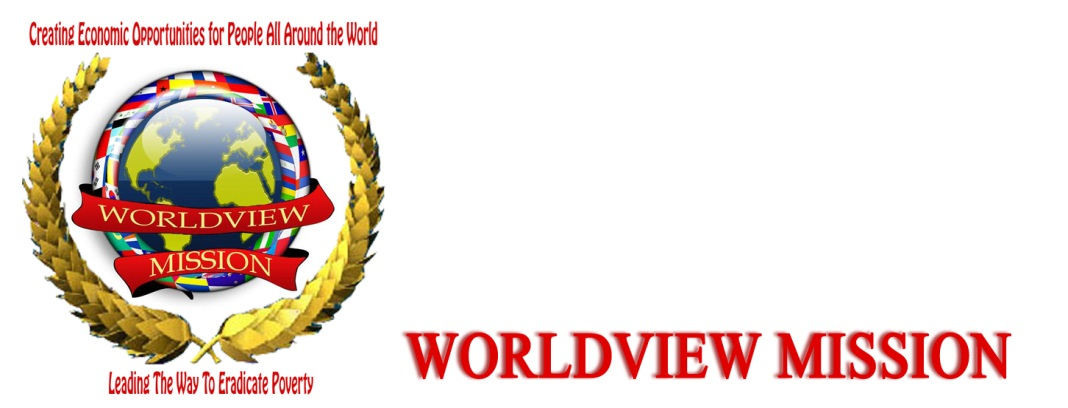 Creating Economic Opportunities for People All Around the World
WORLDVIEW
MISSION
Leading The Way To Eradicate Poverty
WORLDVIEW MISSION